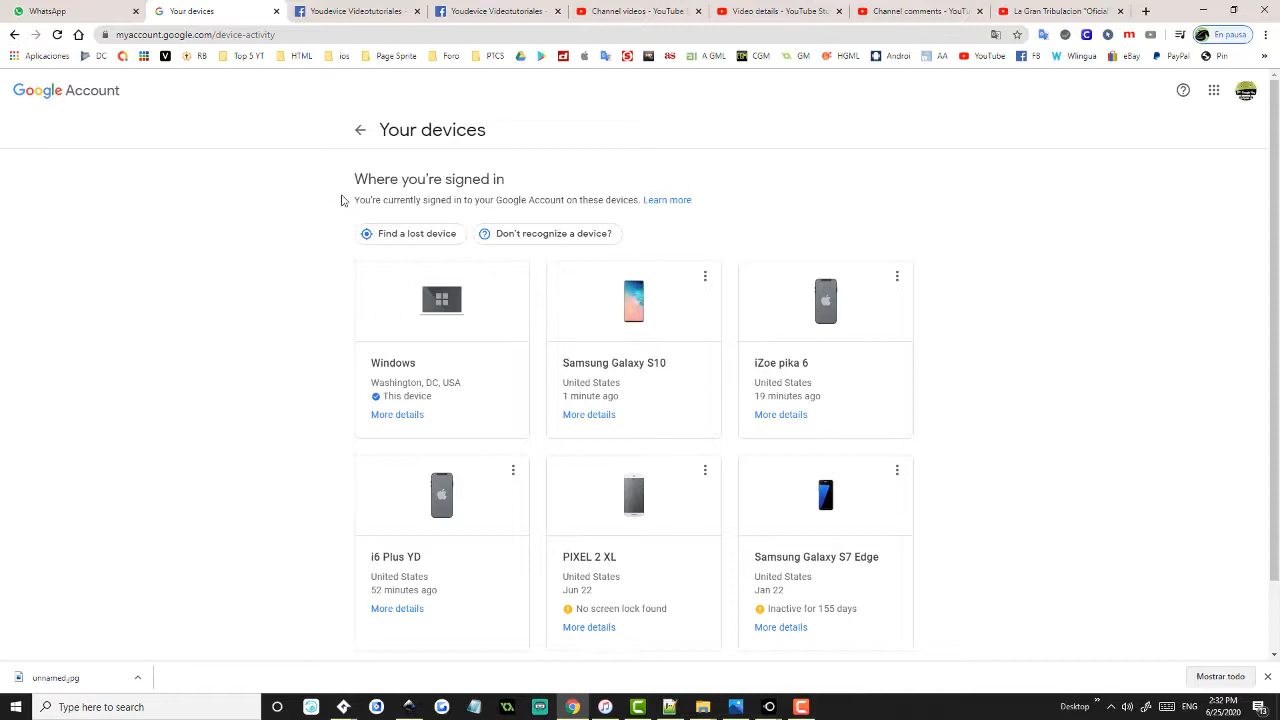 WhatsApp
Your devices
Youdevice Videotutoriales -
Youdevice Videotutoriales -
Channel videos - YouTube
Video details - YouTube Stu
Channel comments - YouTub
La Gran Tribulacion "Oficial"
myaccount.google.com/device-activity
En pausa
Aplicaciones
DC
V
RB
Top 5 YT
HTML
iOS
Page Sprite
Foro
PTCS
A GML
CGM
GM
HGML
Androi
AA
YouTube
FB
Wlingua
eBay
PayPal
Pin
Google Account
Your devices
Where you're signed in
You're currently signed in to your Google Account on these devices. Learn more
Find a lost device
Don't recognize a device?
Windows
Washington, DC, USA
This device
More details
Samsung Galaxy S10
United States
1 minute ago
More details
iZoe pika 6
United States
19 minutes ago
More details
i6 Plus YD
United States
52 minutes ago
More details
PIXEL 2 XL
United States
Jun 22
No screen lock found
More details
Samsung Galaxy S7 Edge
United States
Jan 22
Inactive for 155 days
More details
unnamed.jpg
Mostrar todo
Type here to search
Desktop
2:32 PM
6/25/2020